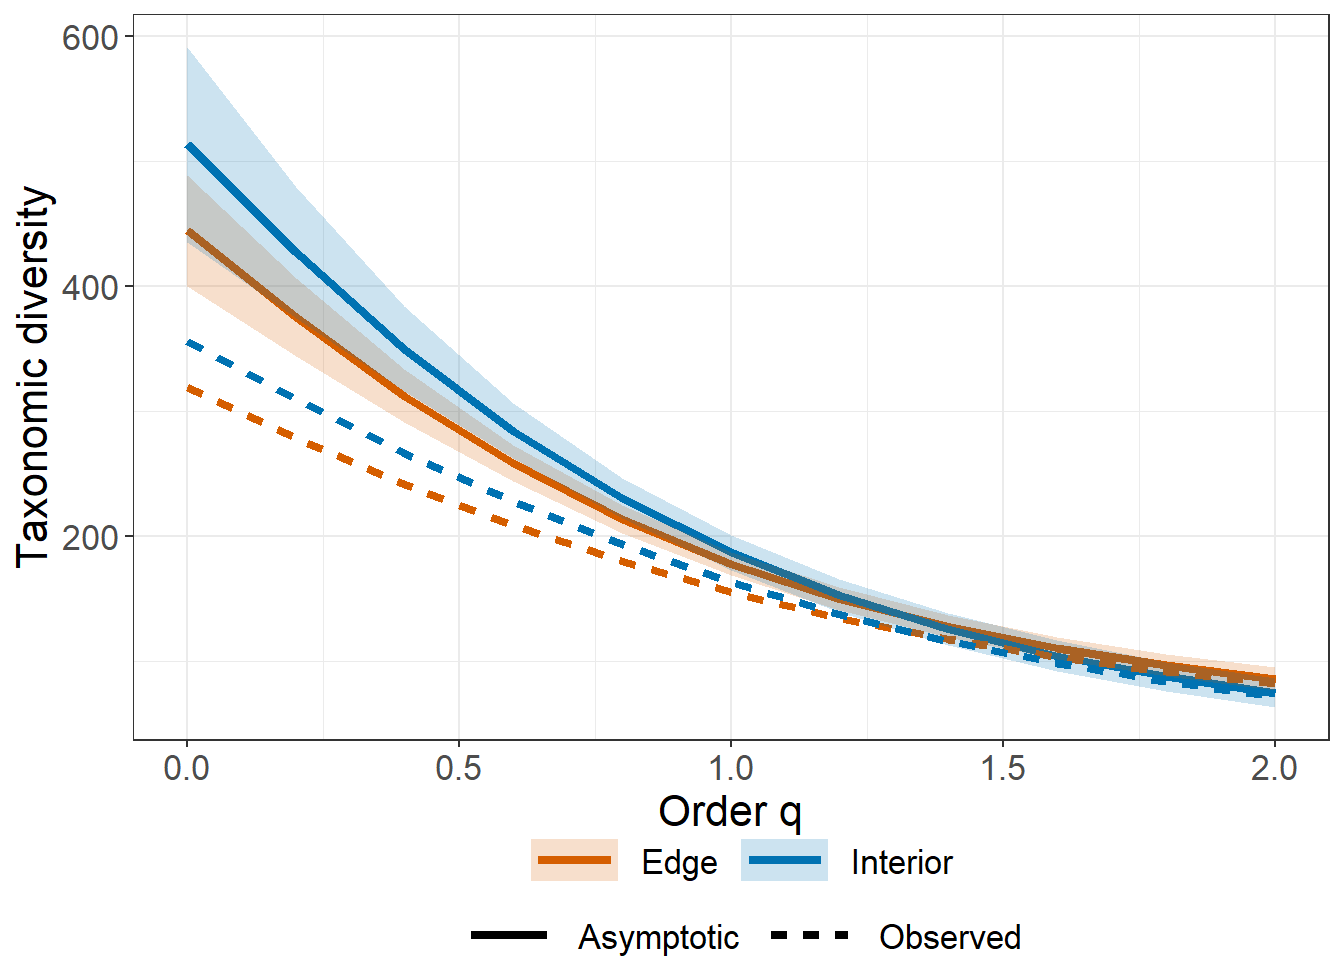 Taxonomic diversity
600
400
200
0.0 0.5 1.0 1.5 2.0
Order q
Edge Interior
Asymptotic Observed